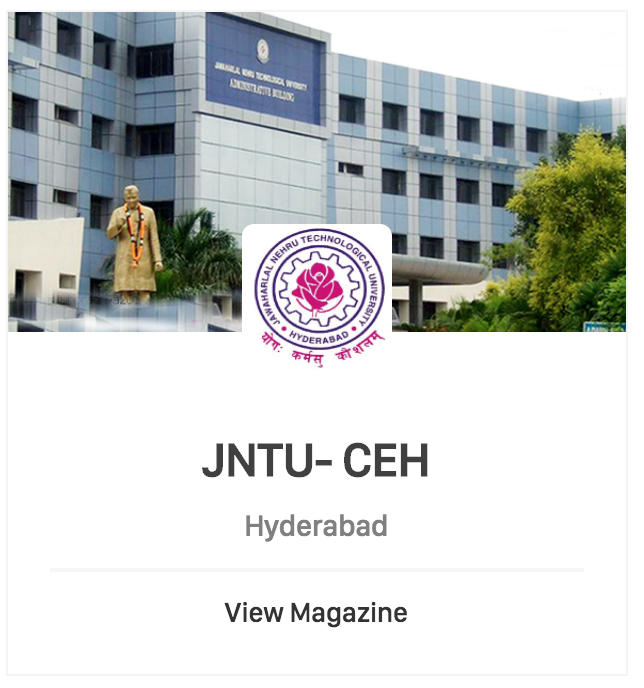 JAWAHARLAL NEHRU TECHNOLOGICAL UNIVERSITY
ADMINISTRATIVE BUILDING
JAWAHARLAL NEHRU TECHNOLOGICAL UNIVERSITY
HYDERABAD
योगः कर्मसु कौशलम्
JNTU- CEH
Hyderabad
View Magazine